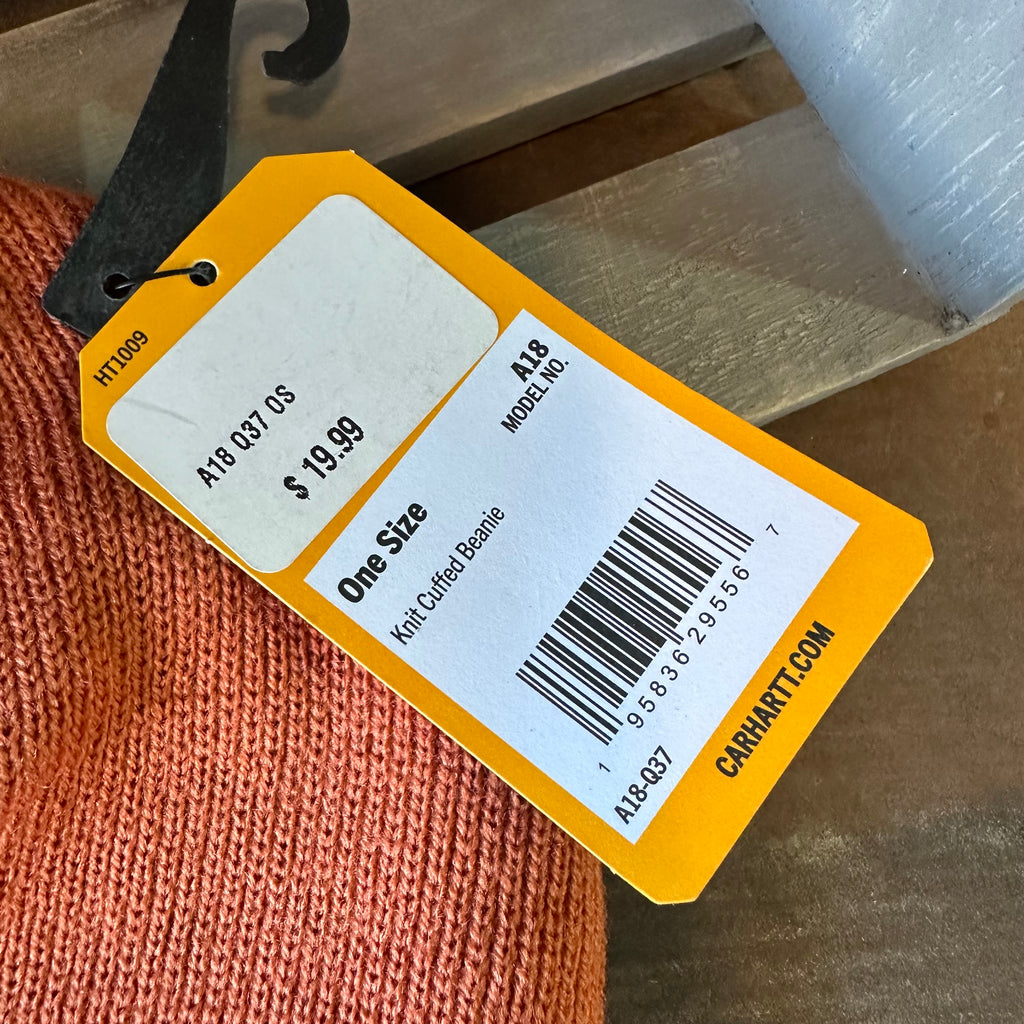 HT1009
A18 Q37 OS
$ 19.99
A18
MODEL NO.
One Size
Knit Cuffed Beanie
1 95836 29556 7
A18-Q37
CARHARTT.COM